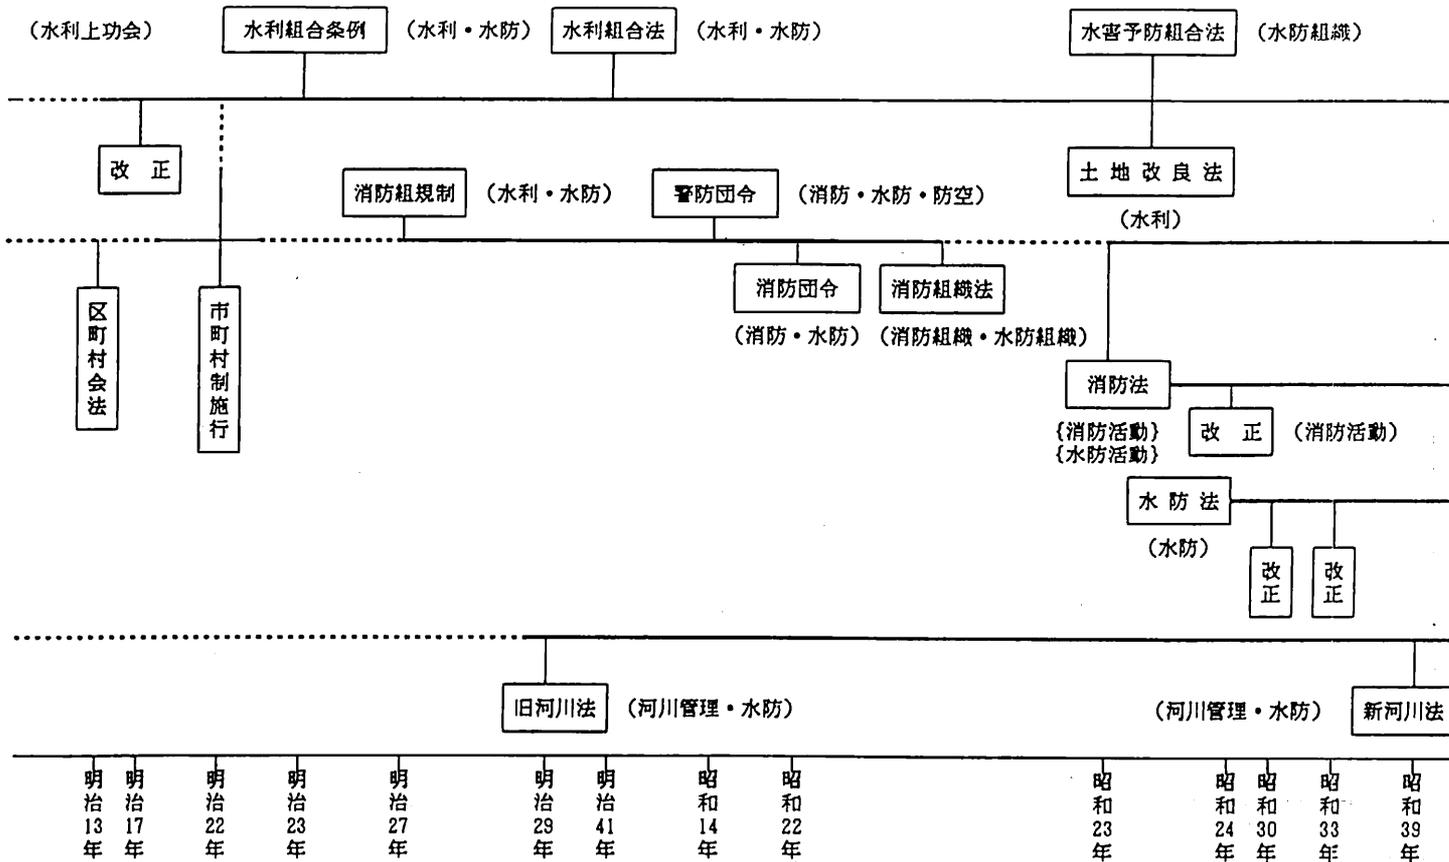 （水利土功会）
水利組合条例
（水利・水防）
水利組合法
（水利・水防）
水害予防組合法
（水防組織）
改　正
消防組規制
（水利・水防）
警防団令
（消防・水防・防空）
土地改良法
（水利）
区町村会法
市町村制施行
消防団令
（消防・水防）
消防組織法
（消防組織・水防組織）
消防法
{消防活動}
{水防活動}
改　正
（消防活動）
水防法
（水防）
改正
改正
旧河川法
（河川管理・水防）
（河川管理・水防）
新河川法
明治13年
明治17年
明治22年
明治23年
明治27年
明治29年
明治41年
昭和14年
昭和22年
昭和23年
昭和24年
昭和30年
昭和33年
昭和39年